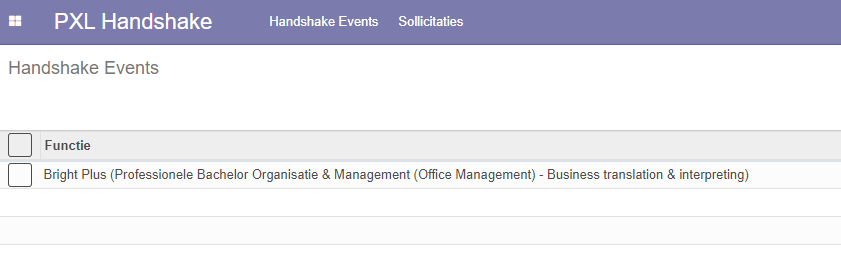 PXL Handshake Handshake Events Sollicitaties
Handshake Events
Functie
Bright Plus (Professionele Bachelor Organisatie & Management (Office Management) - Business translation & interpreting)